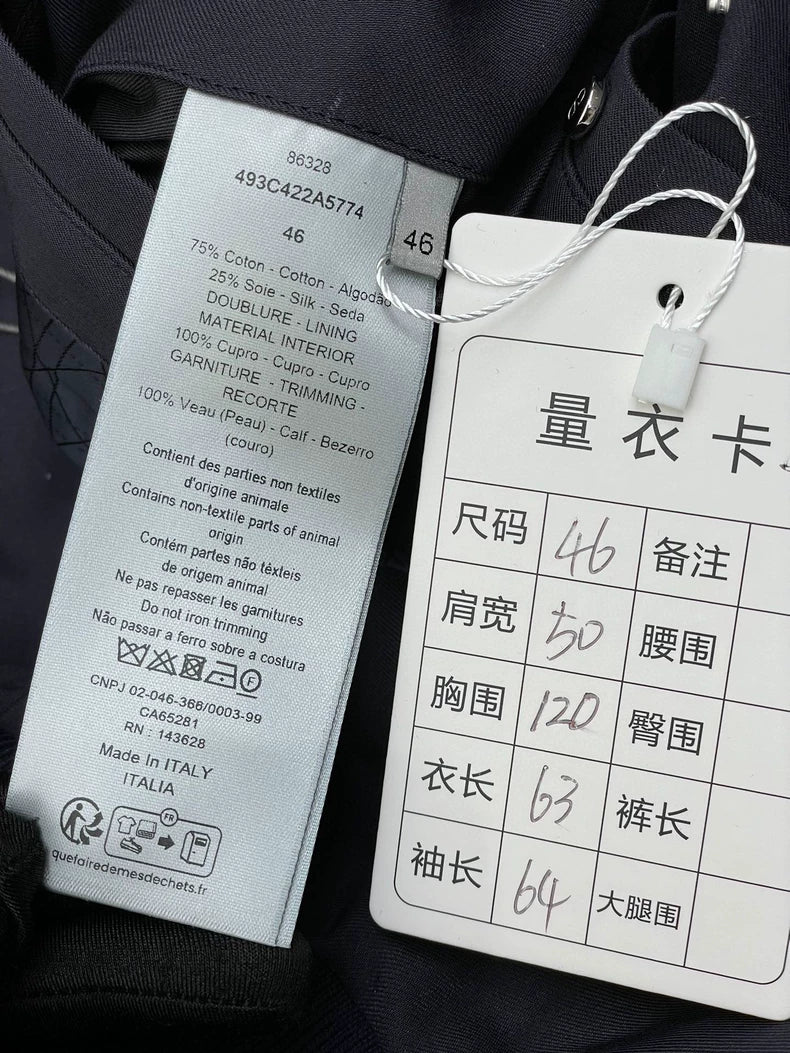 86328
493C422A5774
46
75% Coton - Cotton - Algodão
25% Soie - Silk - Seda
DOUBLURE - LINING
MATERIAL INTERIOR
100% Cupro - Cupro - Cupro
GARNITURE - TRIMMING -
RECORTE
100% Veau (Peau) - Calf - Bezerro
(couro)
Contient des parties non textiles
d'origine animale
Contains non-textile parts of animal
origin
Contém partes não têxteis
de origem animal
Ne pas repasser les garnitures
Do not iron trimming
Não passar a ferro sobre a costura
F
CNPJ 02-046-366/0003-99
CA65281
RN : 143628
Made In ITALY
ITALIA
FR
quefairedemesdechets.fr
46
量衣卡
尺码 46 备注
肩宽 50 腰围
胸围 120 臀围
衣长 63 裤长
袖长 64 大腿围